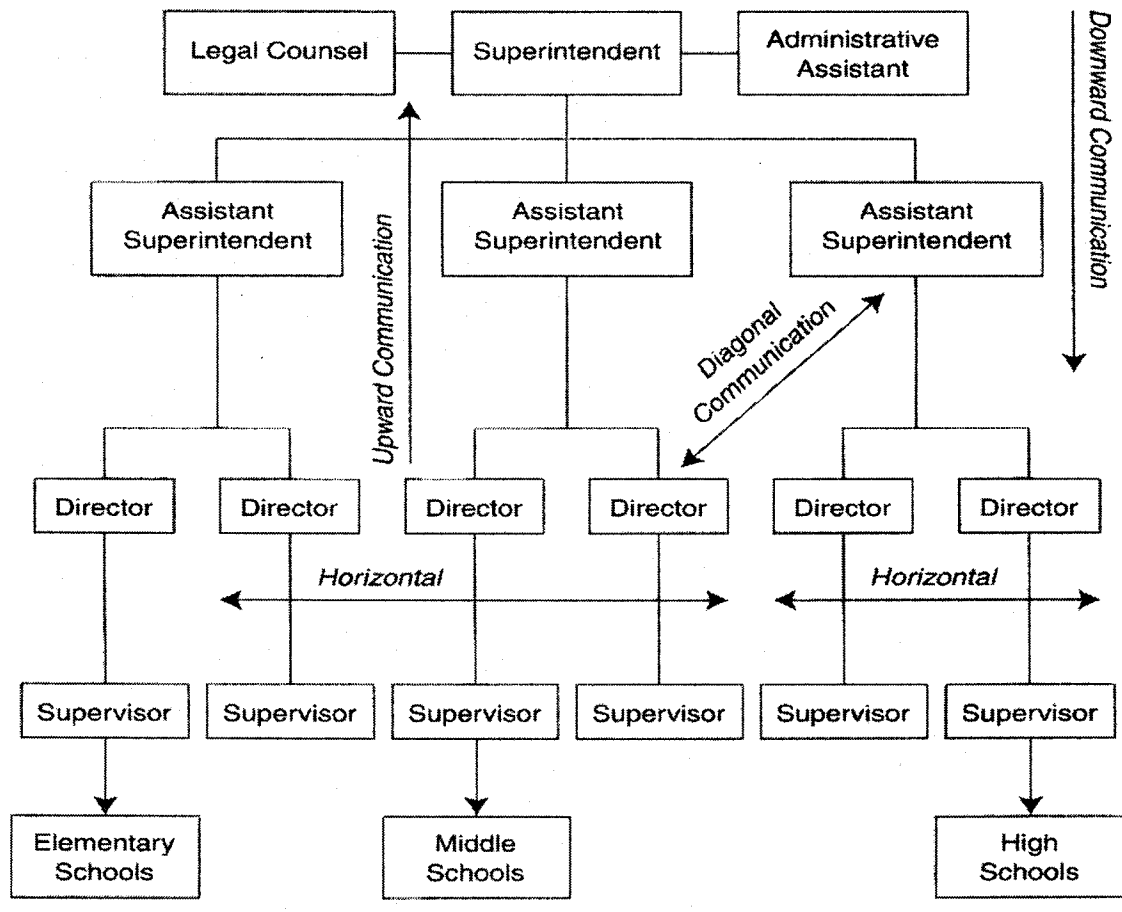 Legal Counsel
Superintendent
Administrative
Assistant
Downward Communication
Upward Communication
Assistant
Superintendent
Assistant
Superintendent
Assistant
Superintendent
Diagonal
Communication
Director
Director
Director
Director
Director
Director
Horizontal
Horizontal
Supervisor
Supervisor
Supervisor
Supervisor
Supervisor
Supervisor
Elementary
Schools
Middle
Schools
High
Schools